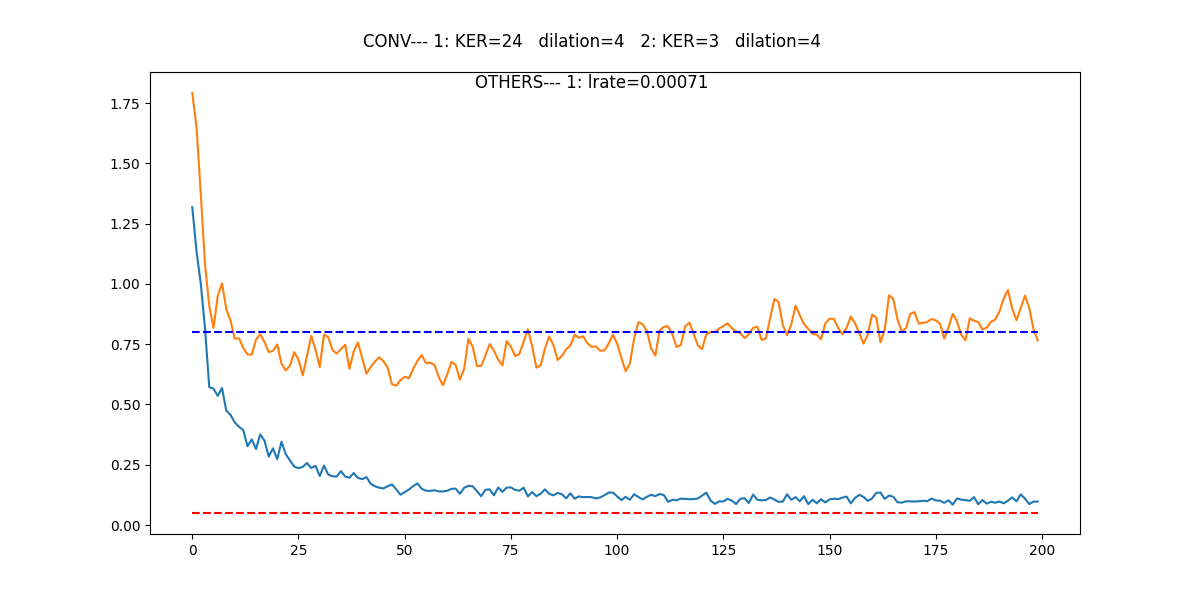 CONV--- 1: KER=24   dilation=4   2: KER=3   dilation=4
OTHERS--- 1: lrate=0.00071
1.75
1.50
1.25
1.00
0.75
0.50
0.25
0.00
0 25 50 75 100 125 150 175 200